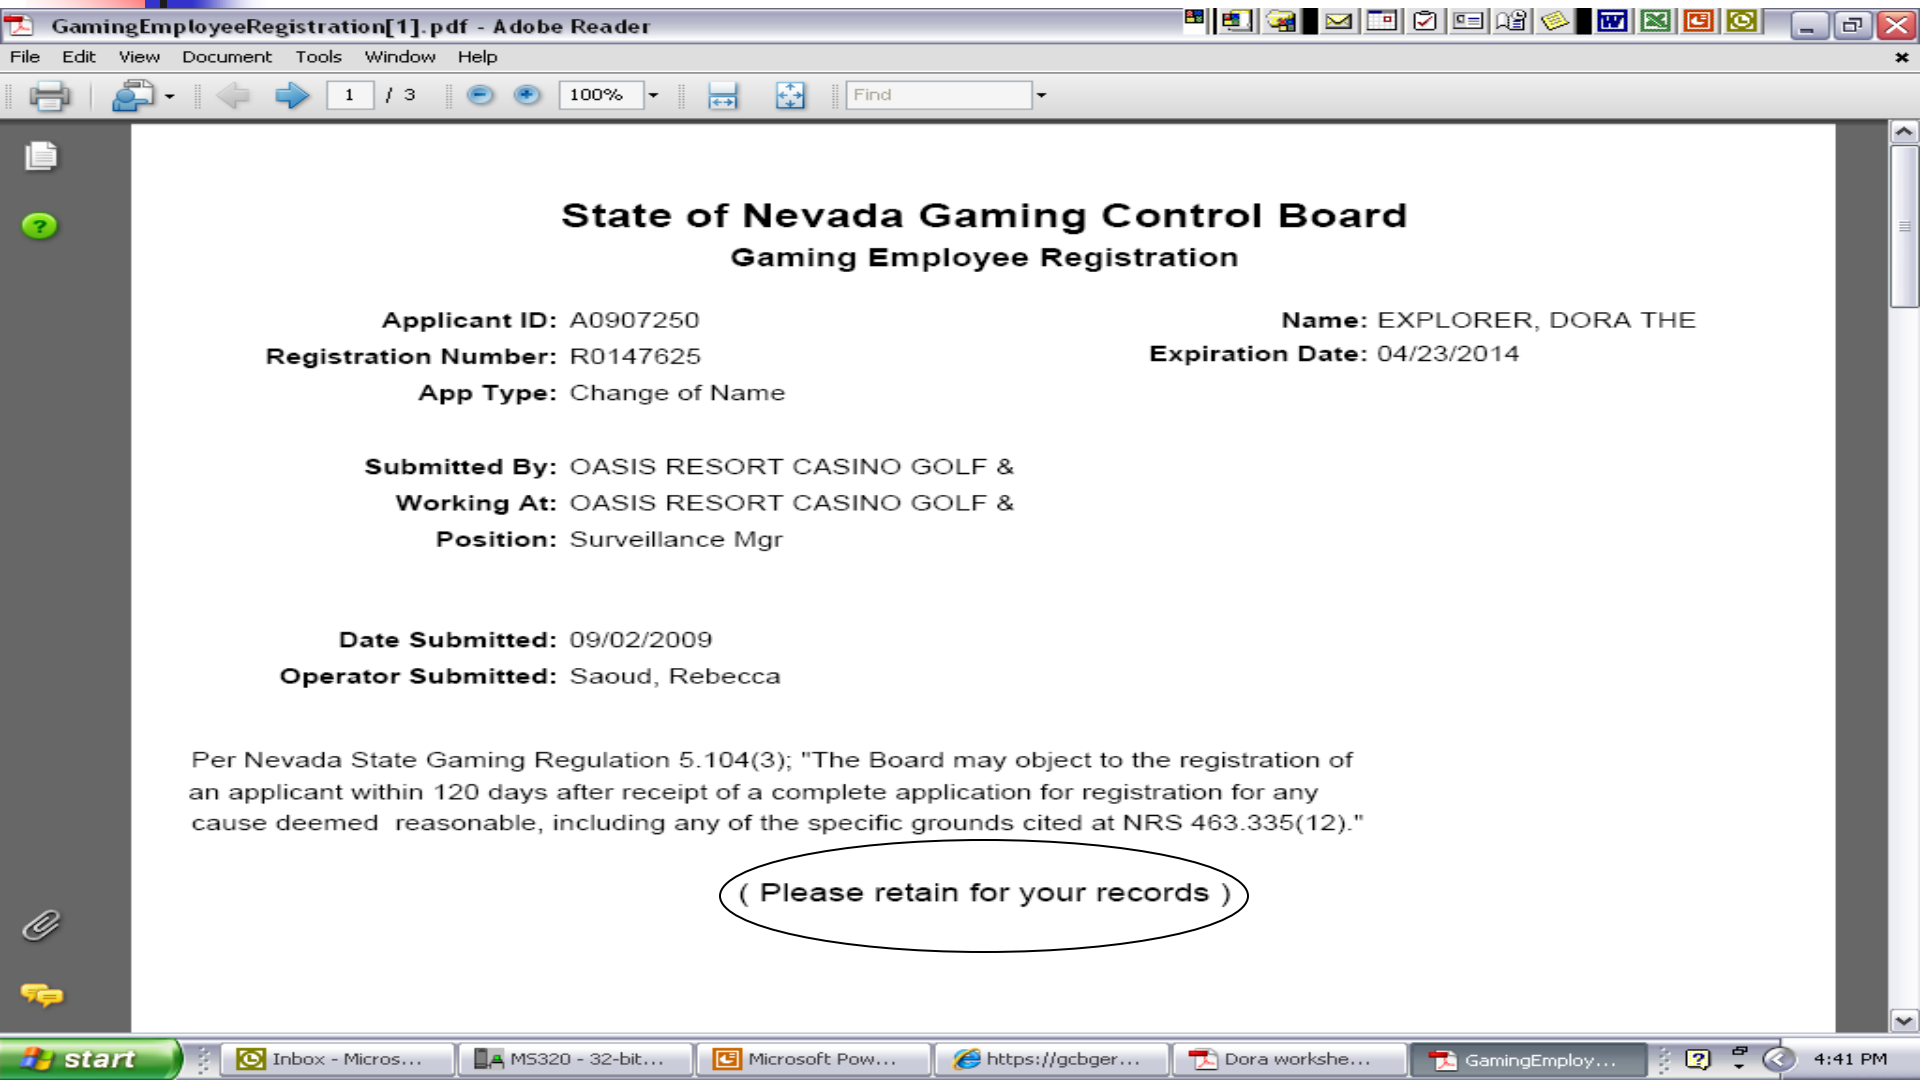 GamingEmployeeRegistration[1].pdf - Adobe Reader
File Edit View Document Tools Window Help
1 / 3 100% Find
State of Nevada Gaming Control Board
Gaming Employee Registration
Applicant ID: A0907250 Name: EXPLORER, DORA THE
Registration Number: R0147625 Expiration Date: 04/23/2014
App Type: Change of Name
Submitted By: OASIS RESORT CASINO GOLF &
Working At: OASIS RESORT CASINO GOLF &
Position: Surveillance Mgr
Date Submitted: 09/02/2009
Operator Submitted: Saoud, Rebecca
Per Nevada State Gaming Regulation 5.104(3); "The Board may object to the registration of
an applicant within 120 days after receipt of a complete application for registration for any
cause deemed reasonable, including any of the specific grounds cited at NRS 463.335(12)."
( Please retain for your records )
start Inbox - Micros... MS320 - 32-bit... Microsoft Pow... https://gcbger... Dora workshe... GamingEmploy... 4:41 PM